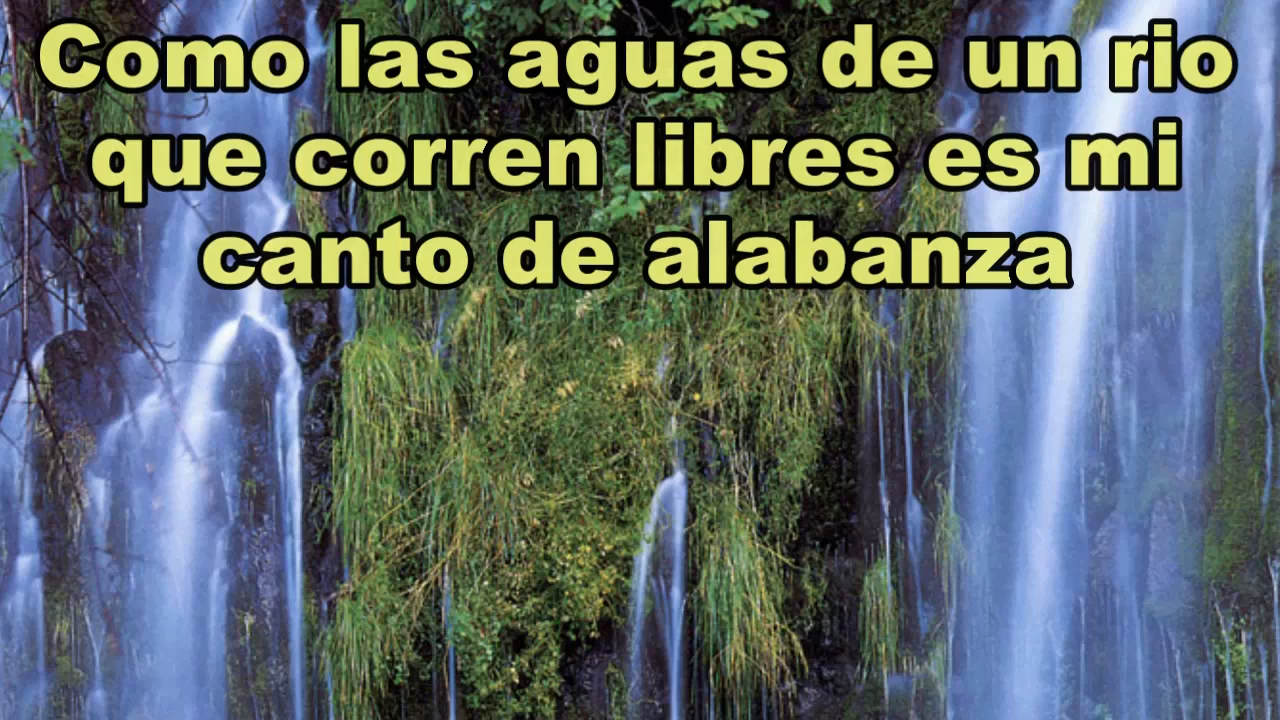 Como las aguas de un rio
que corren libres es mi
canto de alabanza